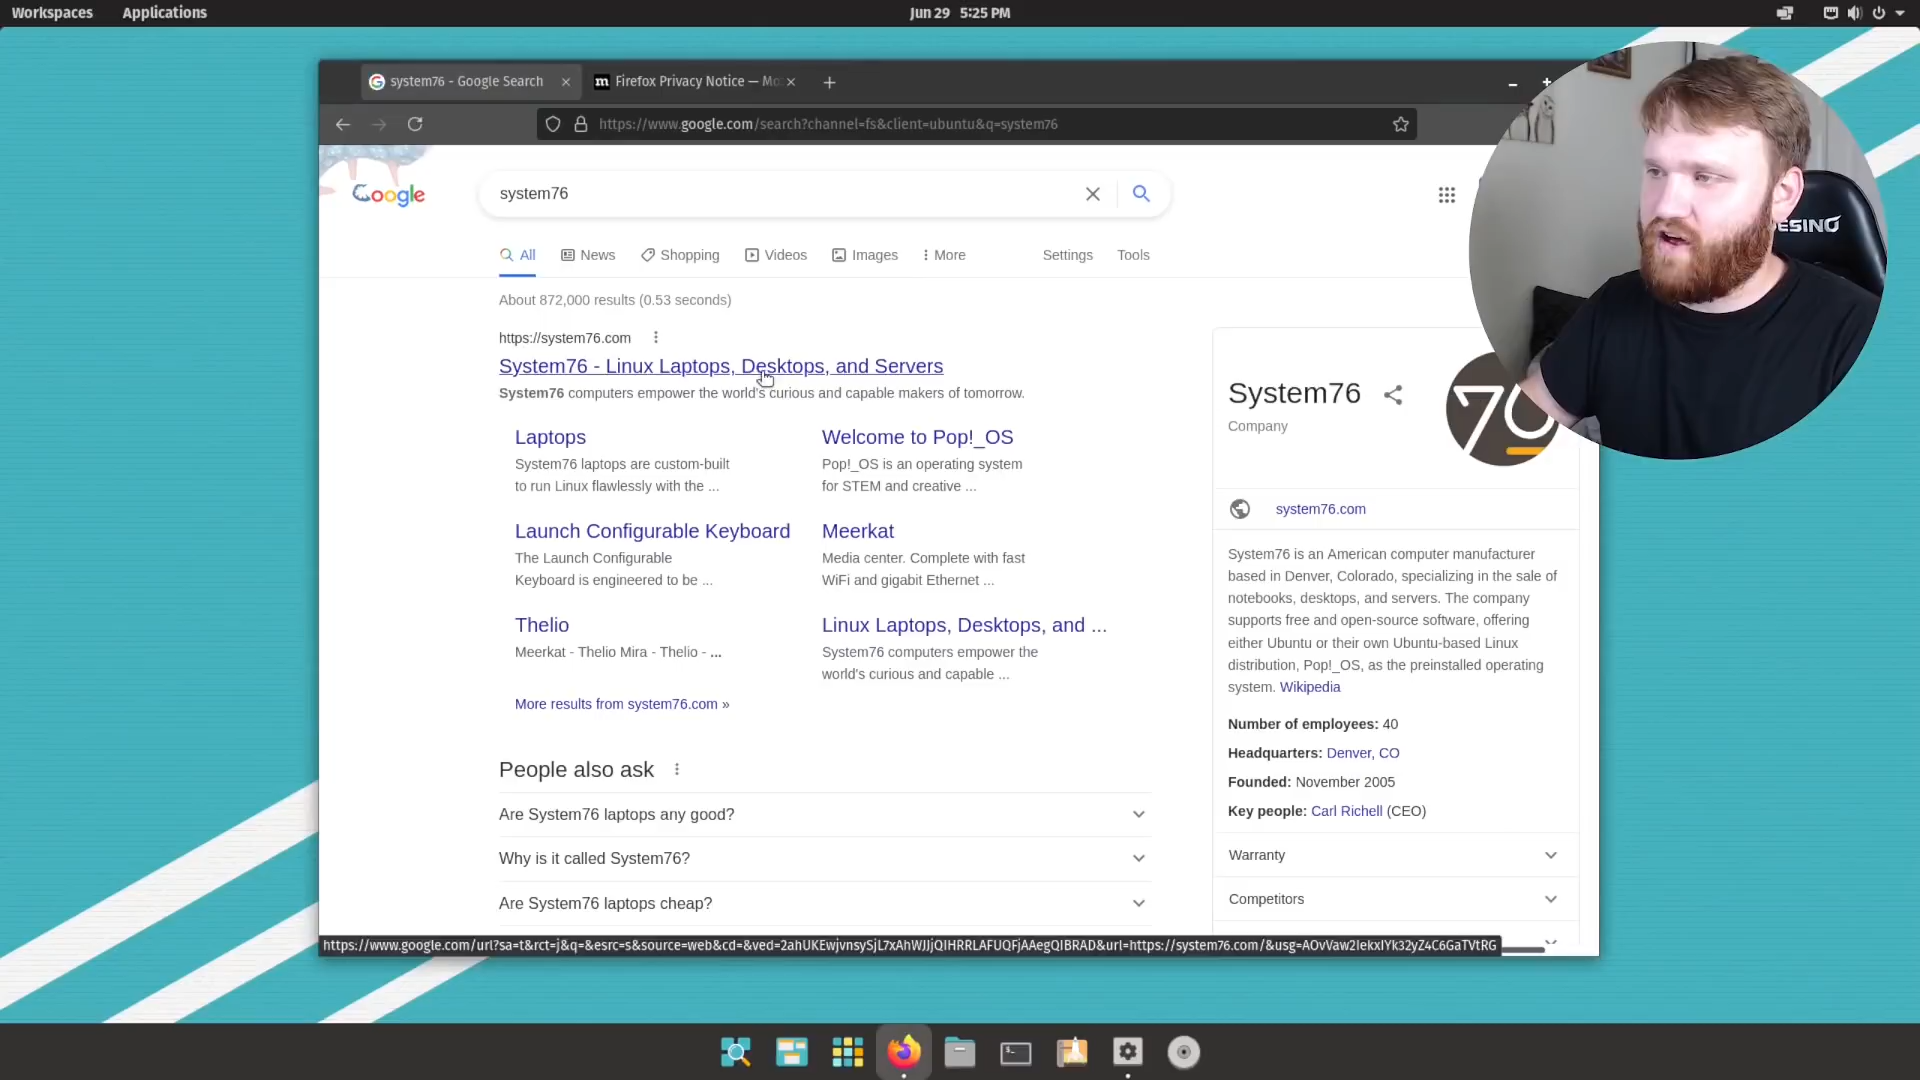 Workspaces Applications Jun 29 5:25 PM
system76 - Google Search Firefox Privacy Notice — Mo
https://www.google.com/search?channel=fs&client=ubuntu&q=system76
Google system76
All News Shopping Videos Images More Settings Tools
About 872,000 results (0.53 seconds)
https://system76.com
System76 - Linux Laptops, Desktops, and Servers
System76 computers empower the world's curious and capable makers of tomorrow.
Laptops
System76 laptops are custom-built
to run Linux flawlessly with the ...
Welcome to Pop!_OS
Pop!_OS is an operating system
for STEM and creative ...
Launch Configurable Keyboard
The Launch Configurable
Keyboard is engineered to be ...
Meerkat
Media center. Complete with fast
WiFi and gigabit Ethernet ...
Thelio
Meerkat - Thelio Mira - Thelio - ...
Linux Laptops, Desktops, and ...
System76 computers empower the
world's curious and capable ...
More results from system76.com »
People also ask
Are System76 laptops any good?
Why is it called System76?
Are System76 laptops cheap?
System76
Company
76
system76.com
System76 is an American computer manufacturer
based in Denver, Colorado, specializing in the sale of
notebooks, desktops, and servers. The company
supports free and open-source software, offering
either Ubuntu or their own Ubuntu-based Linux
distribution, Pop!_OS, as the preinstalled operating
system. Wikipedia
Number of employees: 40
Headquarters: Denver, CO
Founded: November 2005
Key people: Carl Richell (CEO)
Warranty
Competitors
ESINO